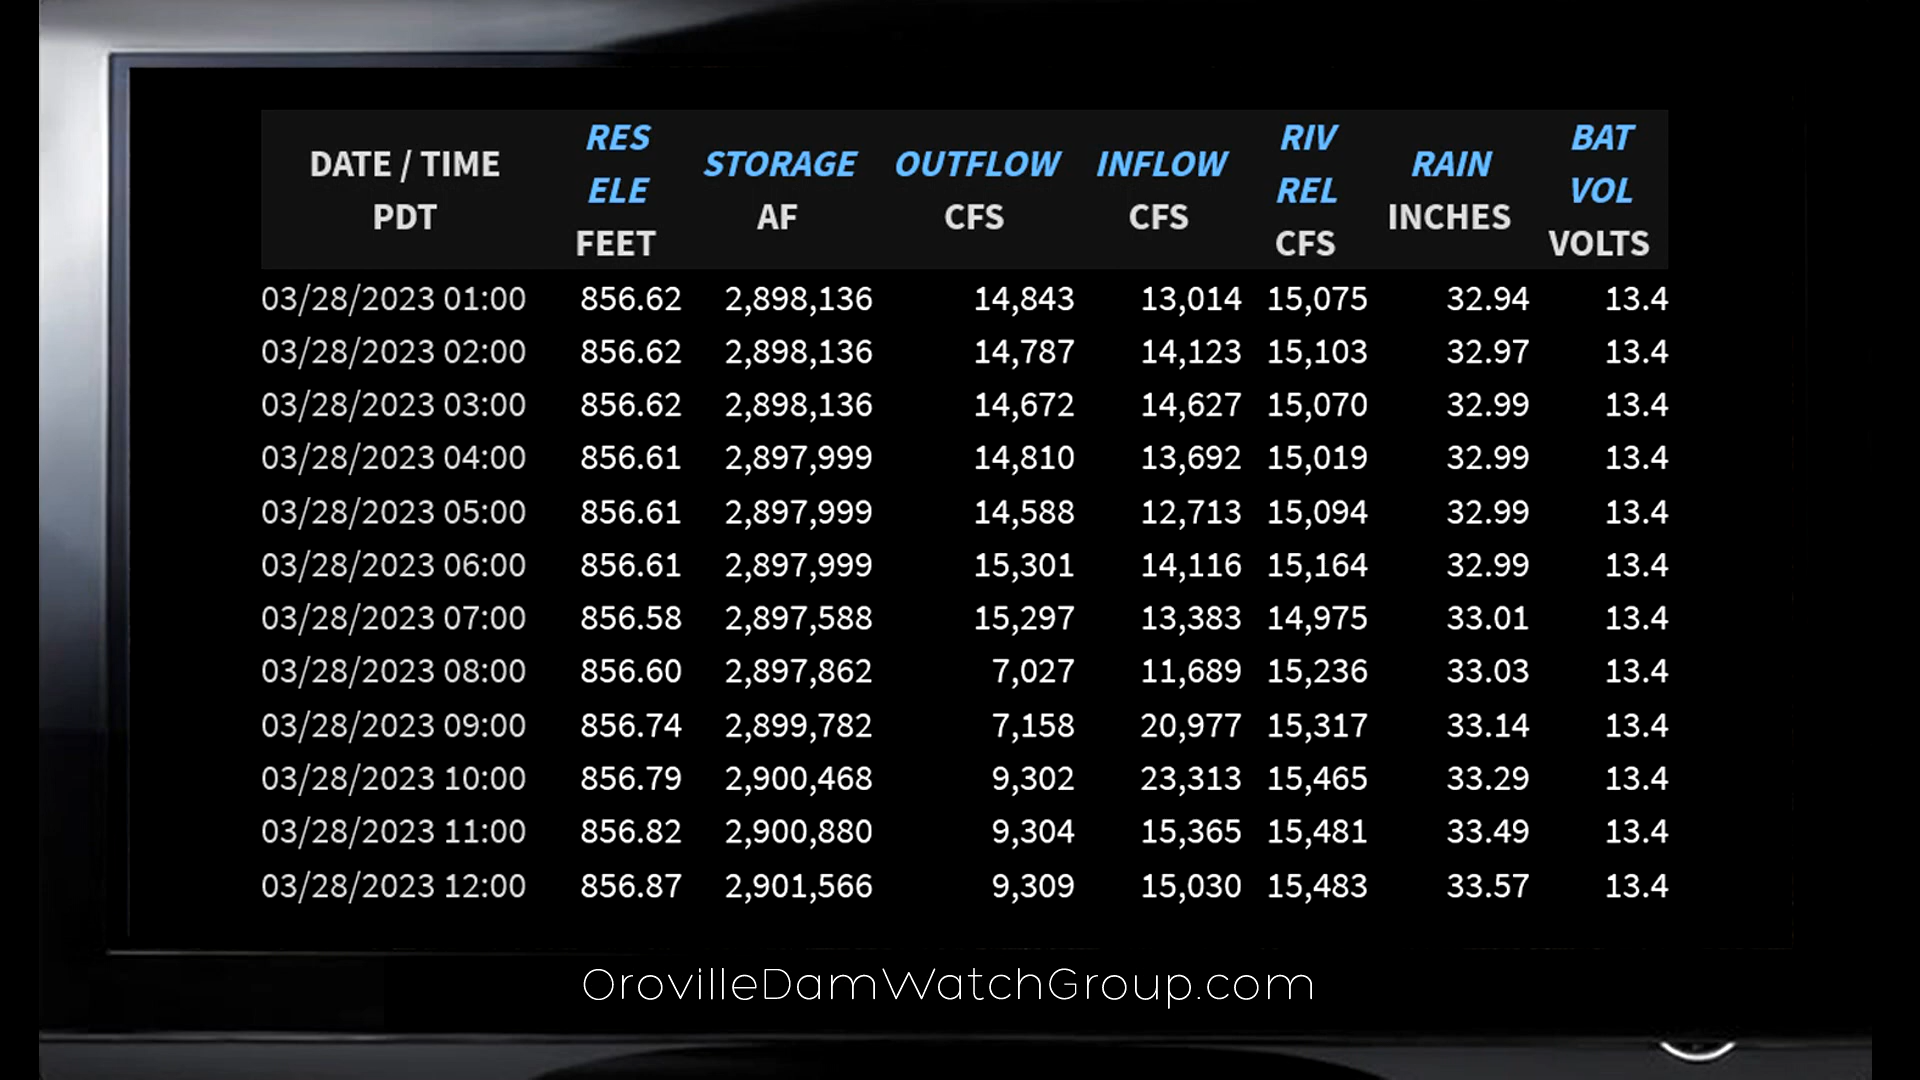 DATE / TIME PDT RES ELE FEET STORAGE AF OUTFLOW CFS INFLOW CFS RIV REL CFS RAIN INCHES BAT VOL VOLTS
03/28/2023 01:00 856.62 2,898,136 14,843 13,014 15,075 32.94 13.4
03/28/2023 02:00 856.62 2,898,136 14,787 14,123 15,103 32.97 13.4
03/28/2023 03:00 856.62 2,898,136 14,672 14,627 15,070 32.99 13.4
03/28/2023 04:00 856.61 2,897,999 14,810 13,692 15,019 32.99 13.4
03/28/2023 05:00 856.61 2,897,999 14,588 12,713 15,094 32.99 13.4
03/28/2023 06:00 856.61 2,897,999 15,301 14,116 15,164 32.99 13.4
03/28/2023 07:00 856.58 2,897,588 15,297 13,383 14,975 33.01 13.4
03/28/2023 08:00 856.60 2,897,862 7,027 11,689 15,236 33.03 13.4
03/28/2023 09:00 856.74 2,899,782 7,158 20,977 15,317 33.14 13.4
03/28/2023 10:00 856.79 2,900,468 9,302 23,313 15,465 33.29 13.4
03/28/2023 11:00 856.82 2,900,880 9,304 15,365 15,481 33.49 13.4
03/28/2023 12:00 856.87 2,901,566 9,309 15,030 15,483 33.57 13.4
OrovilleDamWatchGroup.com